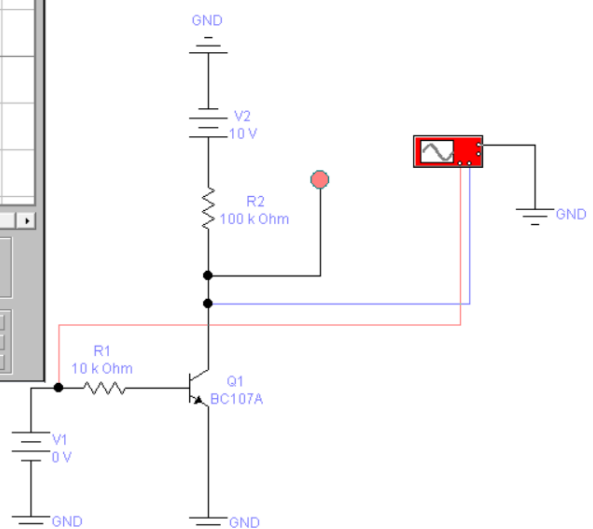 GND
V2
10 V
R2
100 k Ohm
GND
R1
10 k Ohm
Q1
BC107A
V1
0 V
GND
GND